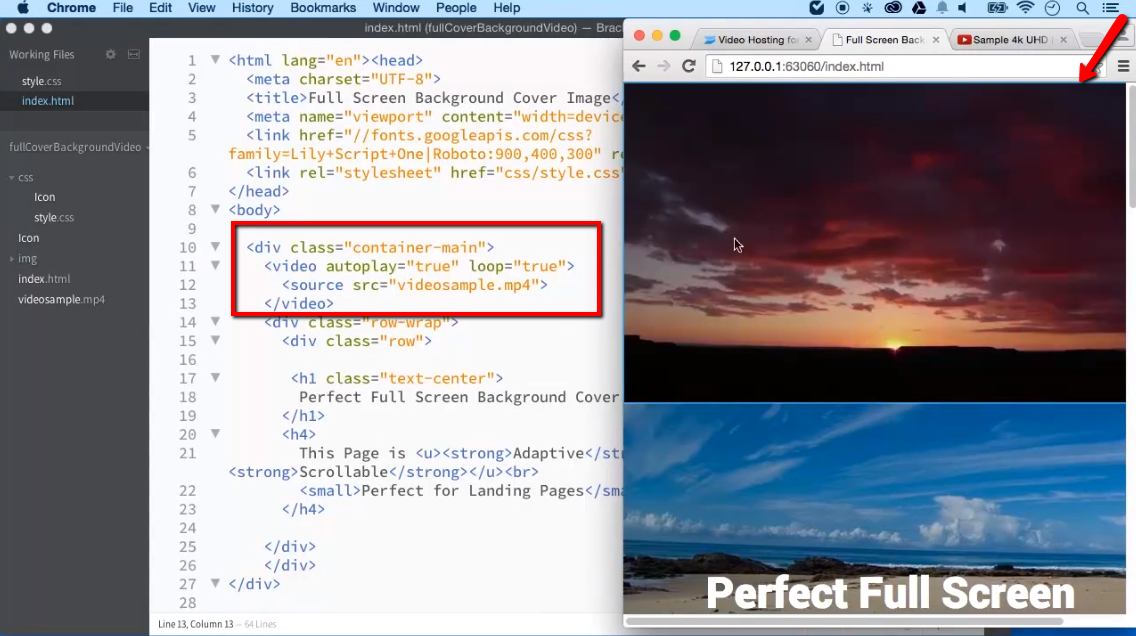 Chrome File Edit View History Bookmarks Window People Help
index.html (fullCoverBackgroundVideo) — Brac
Working Files
style.css
index.html
fullCoverBackgroundVideo
css
Icon
style.css
Icon
img
index.html
videosample.mp4
1 <html lang="en"><head>
2 <meta charset="UTF-8">
3 <title>Full Screen Background Cover Image</
4 <meta name="viewport" content="width=device
5 <link href="//fonts.googleapis.com/css?
family=Lily+Script+One|Roboto:900,400,300" re
6 <link rel="stylesheet" href="css/style.css"
7 </head>
8 <body>
9
10 <div class="container-main">
11 <video autoplay="true" loop="true">
12 <source src="videosample.mp4">
13 </video>
14 <div class="row-wrap">
15 <div class="row">
16
17 <h1 class="text-center">
18 Perfect Full Screen Background Cover
19 </h1>
20 <h4>
21 This Page is <u><strong>Adaptive</str
<strong>Scrollable</strong></u><br>
22 <small>Perfect for Landing Pages</sma
23 </h4>
24
25 </div>
26 </div>
27 </div>
28
Line 13, Column 13 — 64 Lines
Video Hosting for
Full Screen Back
Sample 4k UHD
127.0.0.1:63060/index.html
Perfect Full Screen